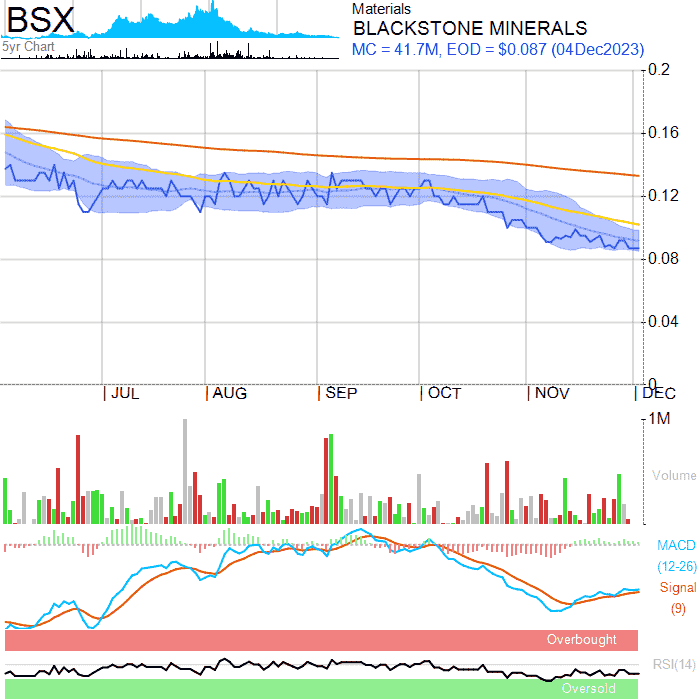 BSX
5yr Chart
Materials
BLACKSTONE MINERALS
MC = 41.7M, EOD = $0.087 (04Dec2023)
0.2
0.16
0.12
0.08
0.04
0
JUL AUG SEP OCT NOV DEC
1M
Volume
MACD
(12-26)
Signal
(9)
Overbought
RSI(14)
Oversold